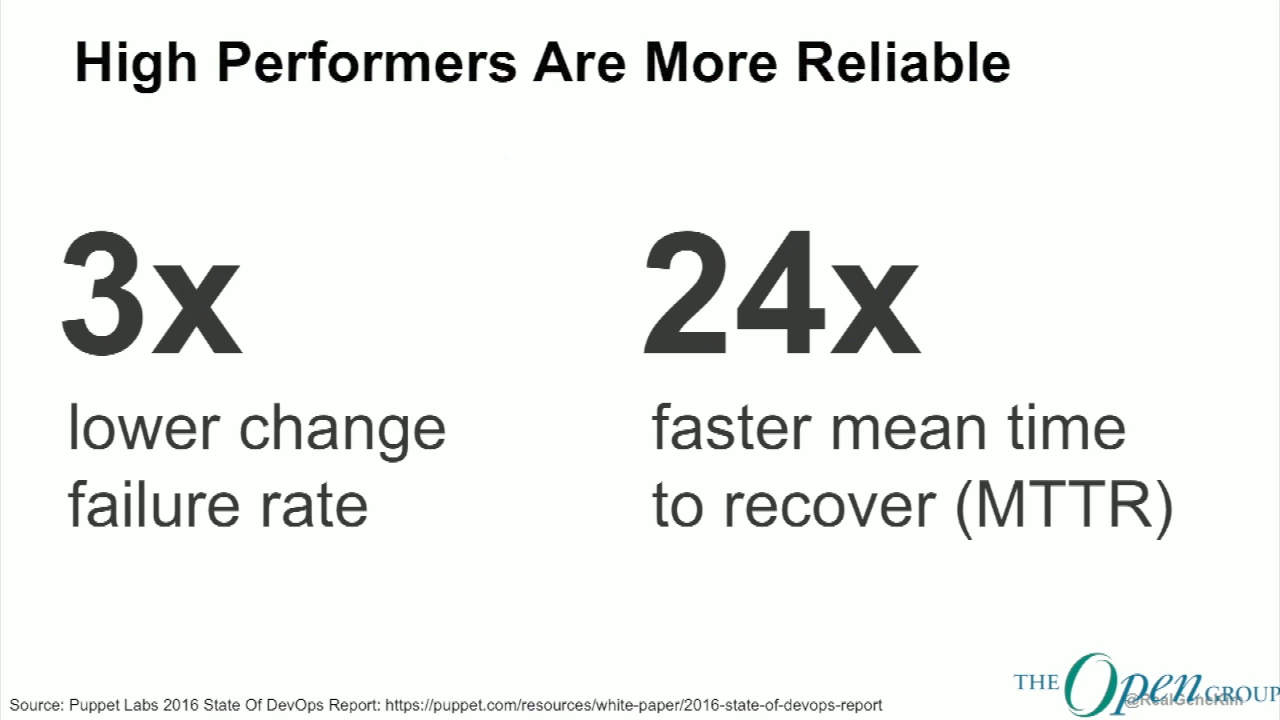 High Performers Are More Reliable
3x
lower change
failure rate
24x
faster mean time
to recover (MTTR)
Source: Puppet Labs 2016 State Of DevOps Report: https://puppet.com/resources/white-paper/2016-state-of-devops-report
THE Open GROUP
@RealGeneKim